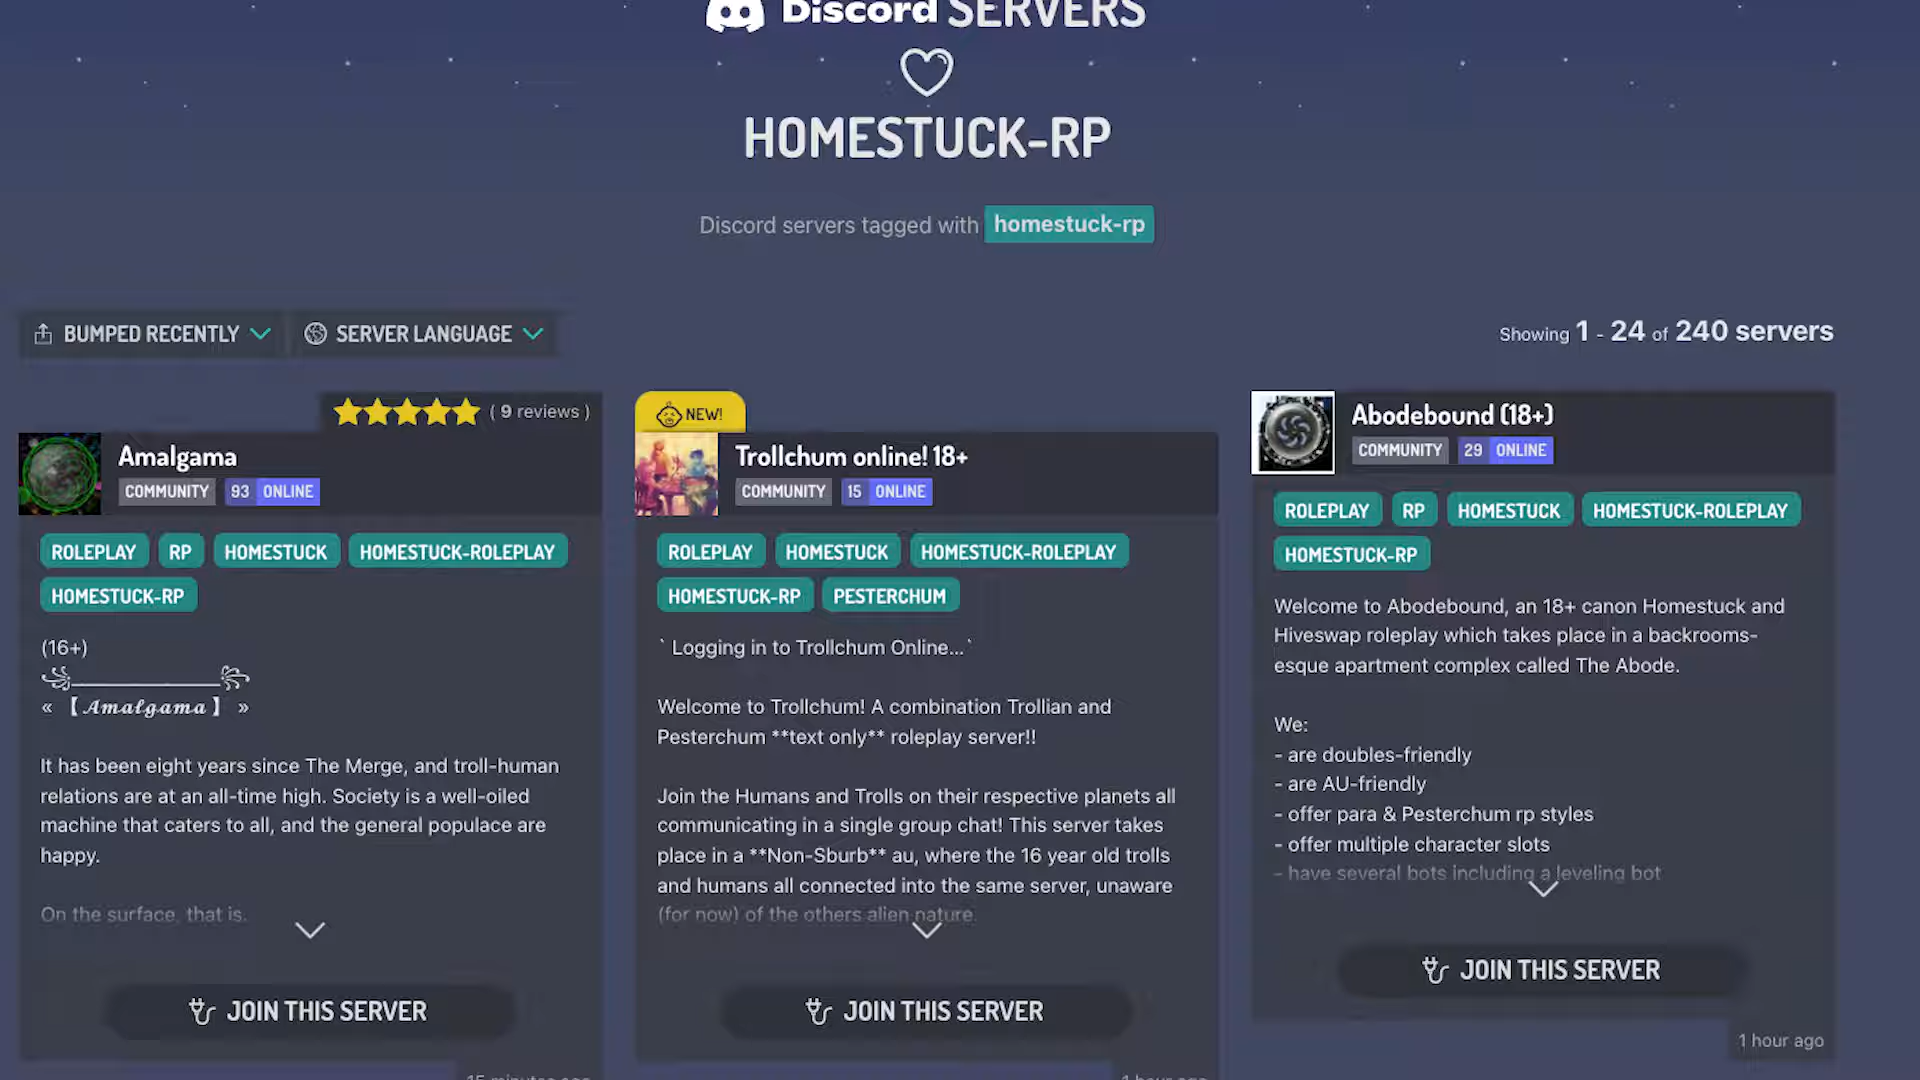 Discord SERVERS
HOMESTUCK-RP
Discord servers tagged with homestuck-rp
BUMPED RECENTLY
SERVER LANGUAGE
Showing 1 - 24 of 240 servers
( 9 reviews )
Amalgama
COMMUNITY 93 ONLINE
ROLEPLAY RP HOMESTUCK HOMESTUCK-ROLEPLAY
HOMESTUCK-RP
(16+)
꧁______________꧂
« 【𝓐𝓶𝓪𝓵𝓰𝓪𝓶𝓪】 »
It has been eight years since The Merge, and troll-human
relations are at an all-time high. Society is a well-oiled
machine that caters to all, and the general populace are
happy.
On the surface, that is.
JOIN THIS SERVER
15 minutes ago
NEW!
Trollchum online! 18+
COMMUNITY 15 ONLINE
ROLEPLAY HOMESTUCK HOMESTUCK-ROLEPLAY
HOMESTUCK-RP PESTERCHUM
` Logging in to Trollchum Online...`
Welcome to Trollchum! A combination Trollian and
Pesterchum **text only** roleplay server!!
Join the Humans and Trolls on their respective planets all
communicating in a single group chat! This server takes
place in a **Non-Sburb** au, where the 16 year old trolls
and humans all connected into the same server, unaware
(for now) of the others alien nature.
JOIN THIS SERVER
1 hour ago
Abodebound (18+)
COMMUNITY 29 ONLINE
ROLEPLAY RP HOMESTUCK HOMESTUCK-ROLEPLAY
HOMESTUCK-RP
Welcome to Abodebound, an 18+ canon Homestuck and
Hiveswap roleplay which takes place in a backrooms-
esque apartment complex called The Abode.
We:
- are doubles-friendly
- are AU-friendly
- offer para & Pesterchum rp styles
- offer multiple character slots
- have several bots including a leveling bot
JOIN THIS SERVER
1 hour ago